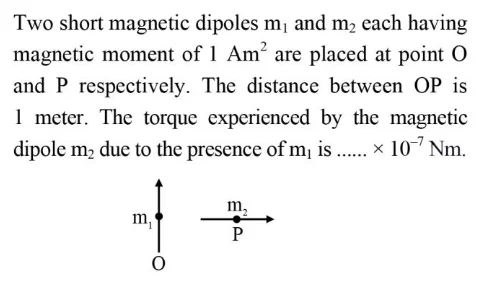 Two short magnetic dipoles m₁ and m₂ each having
magnetic moment of 1 Am² are placed at point O
and P respectively. The distance between OP is
1 meter. The torque experienced by the magnetic
dipole m₂ due to the presence of m₁ is ...... × 10⁻⁷ Nm.
m₁ m₂
P
O